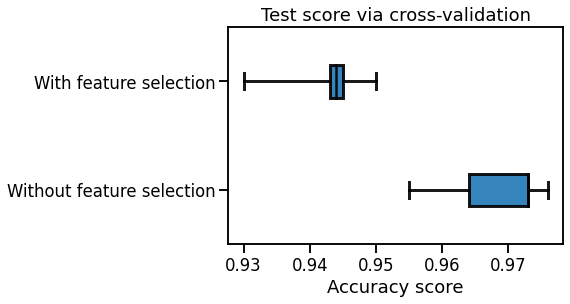 Test score via cross-validation
With feature selection
Without feature selection
0.93 0.94 0.95 0.96 0.97
Accuracy score